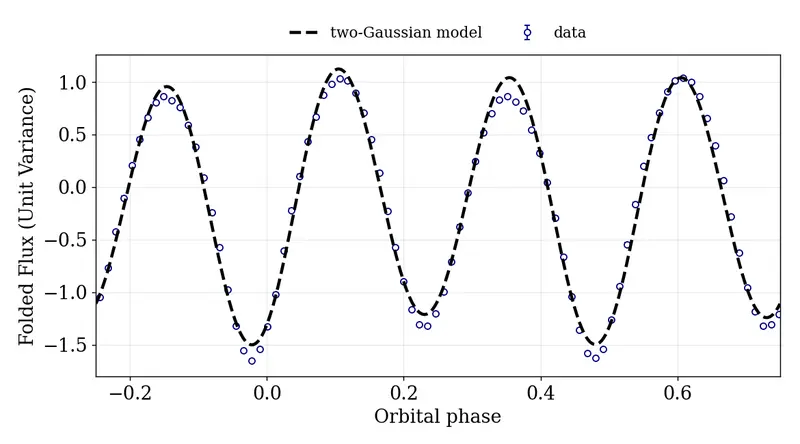 two-Gaussian model data
Folded Flux (Unit Variance)
1.0
0.5
0.0
−0.5
−1.0
−1.5
−0.2 0.0 0.2 0.4 0.6
Orbital phase